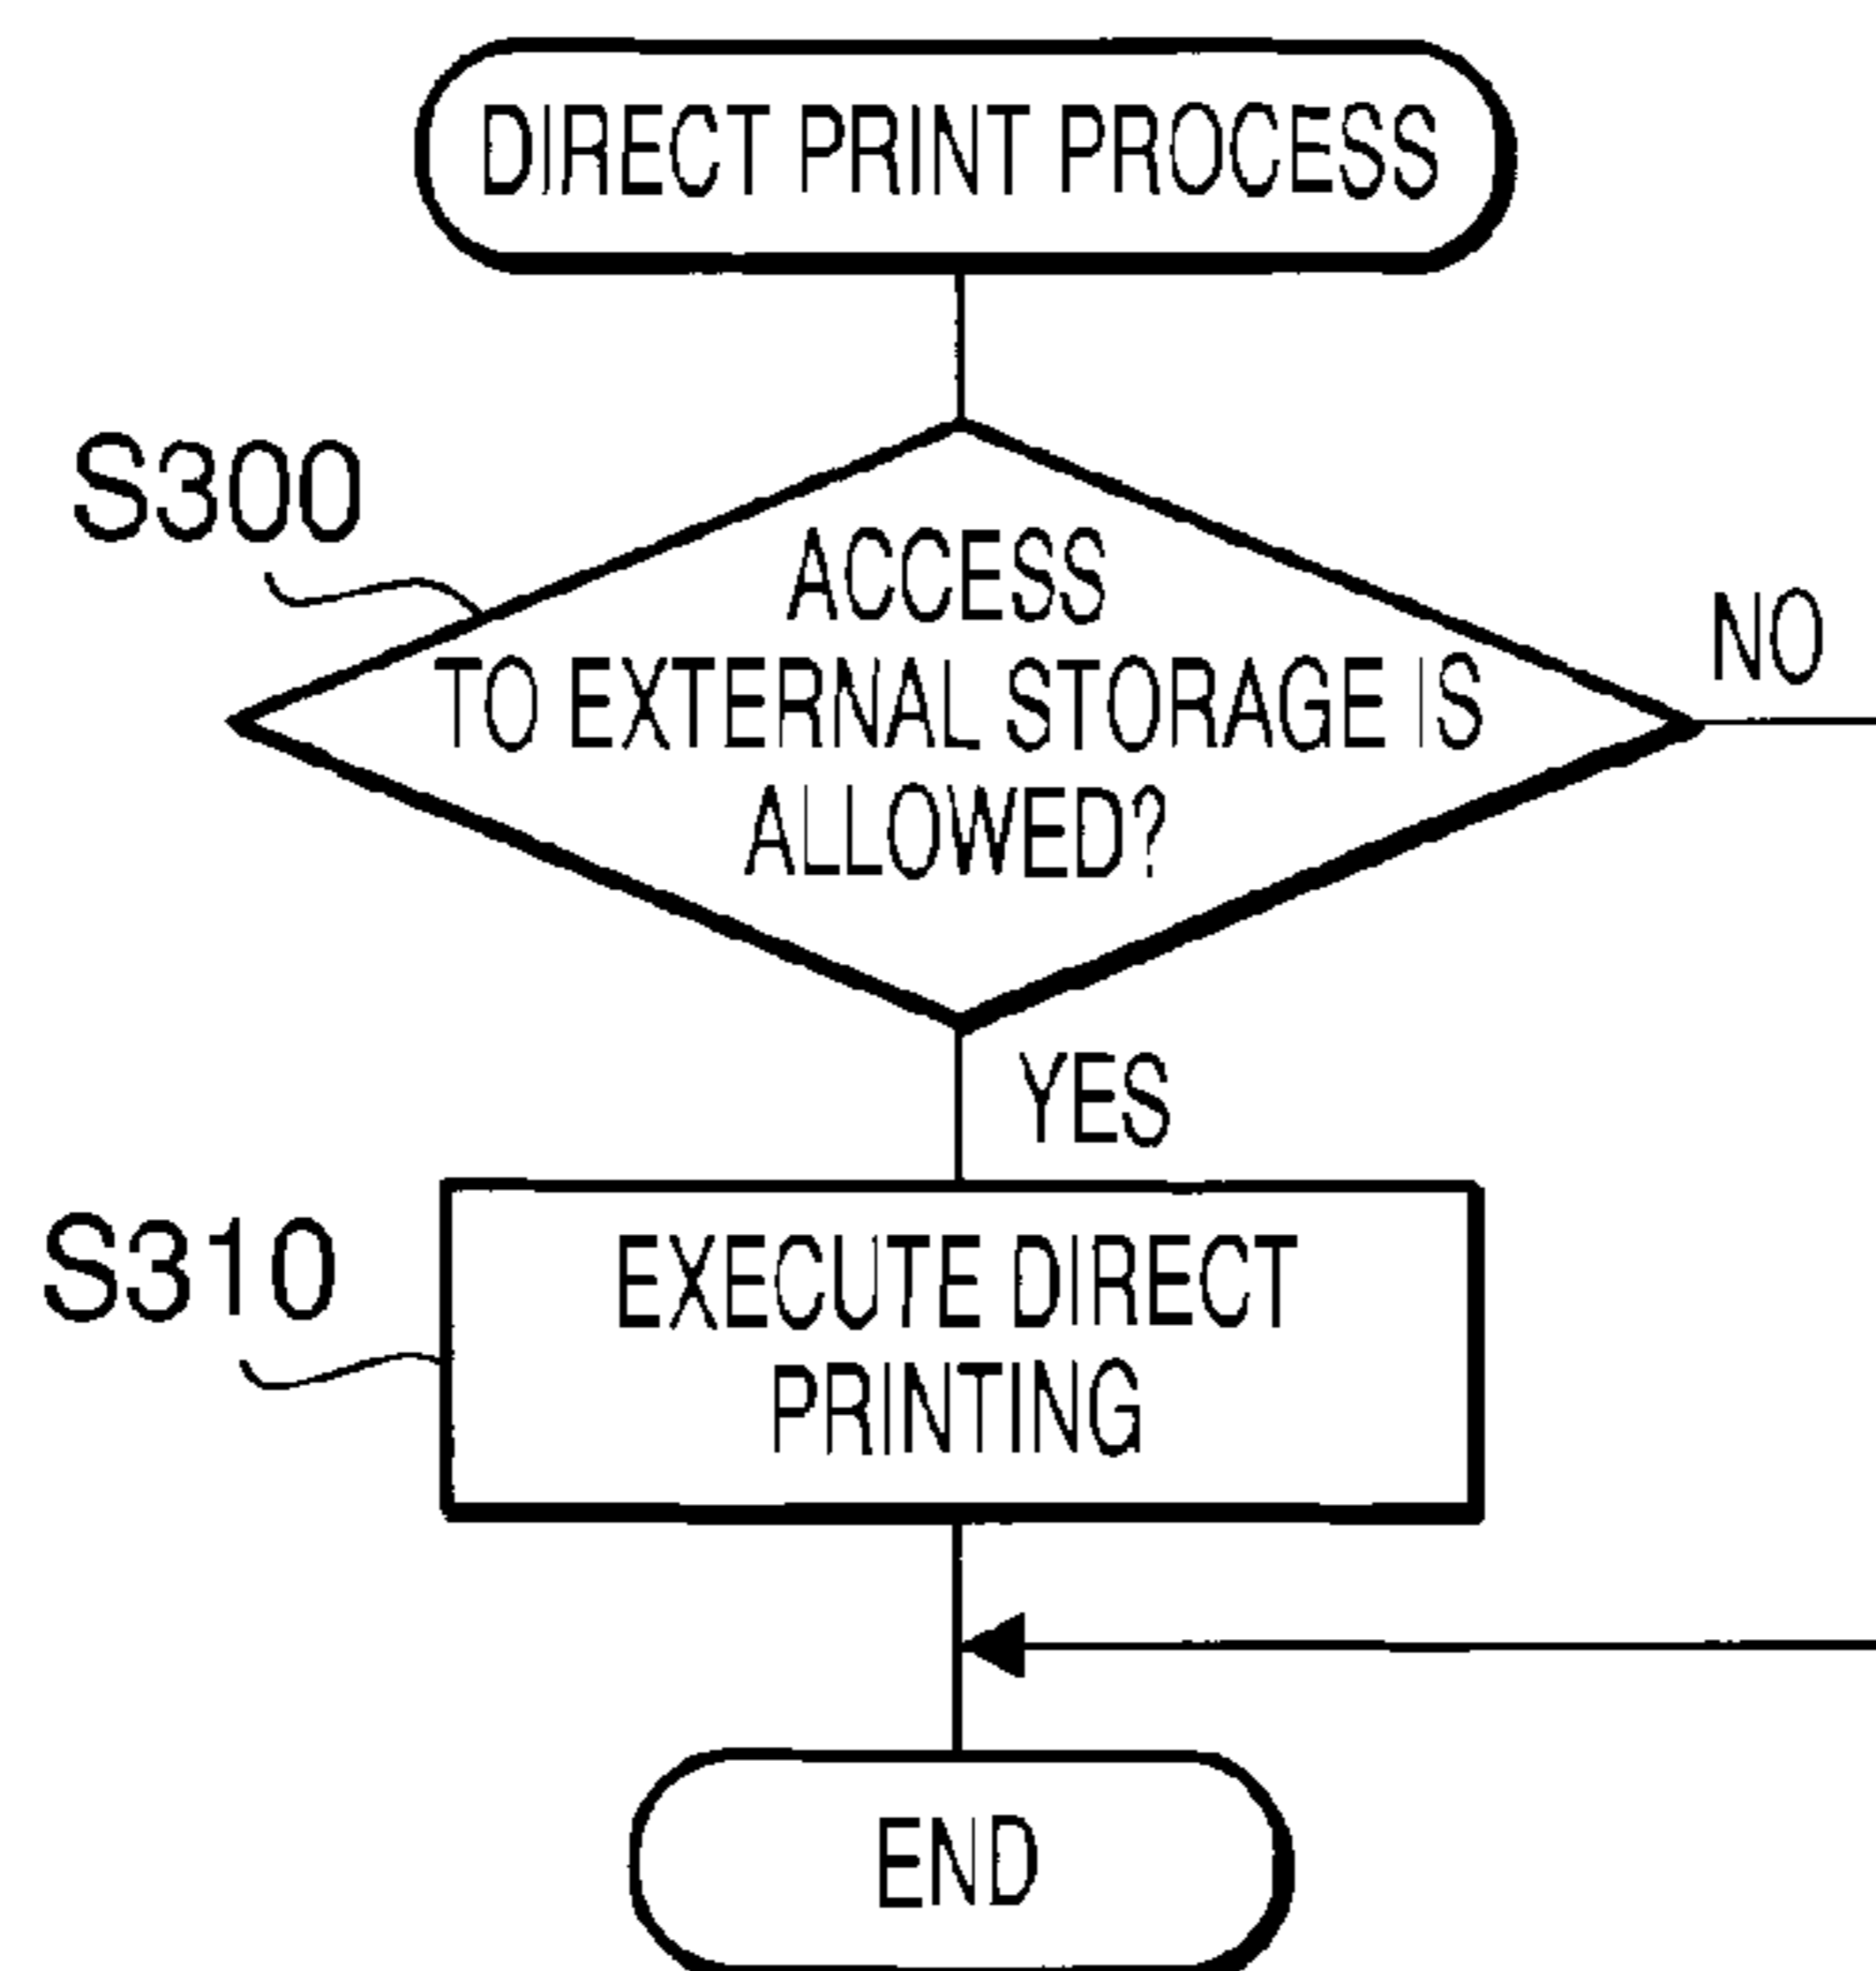 DIRECT PRINT PROCESS
S300
ACCESS
TO EXTERNAL STORAGE IS
ALLOWED?
NO
YES
S310
EXECUTE DIRECT
PRINTING
END